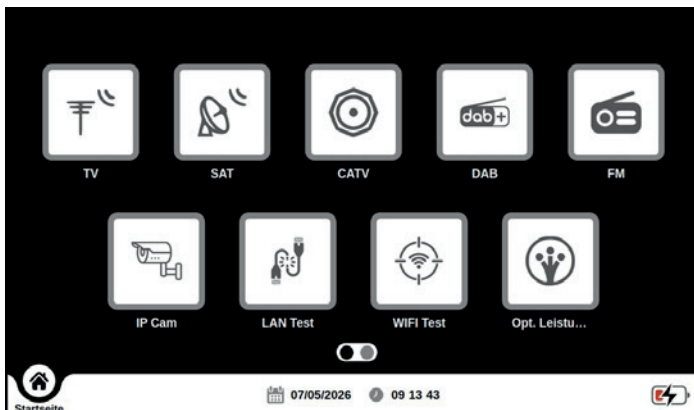 dab+
TV SAT CATV DAB FM
IP Cam LAN Test WIFI Test Opt. Leistu...
Startseite 07/05/2026 09 13 43